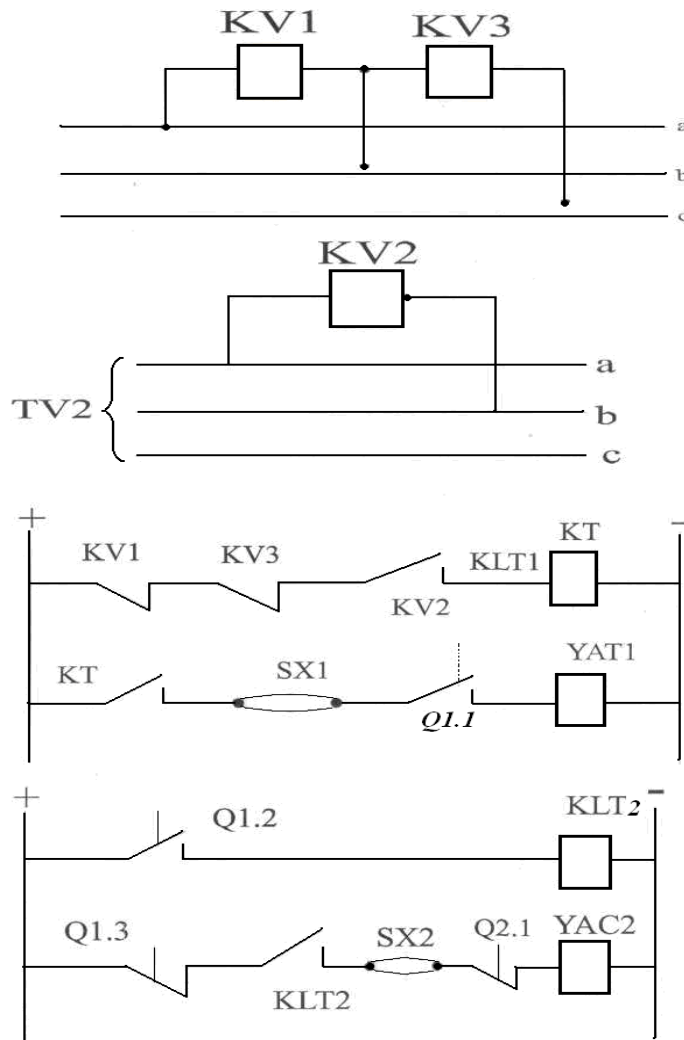 KV1 KV3
a
b
c
KV2
a
TV2
b
c
+ -
KV1 KV3 KLT1 KT
KV2
KT SX1 YAT1
Q1.1
+ -
Q1.2 KLT2
Q1.3 SX2 Q2.1 YAC2
KLT2